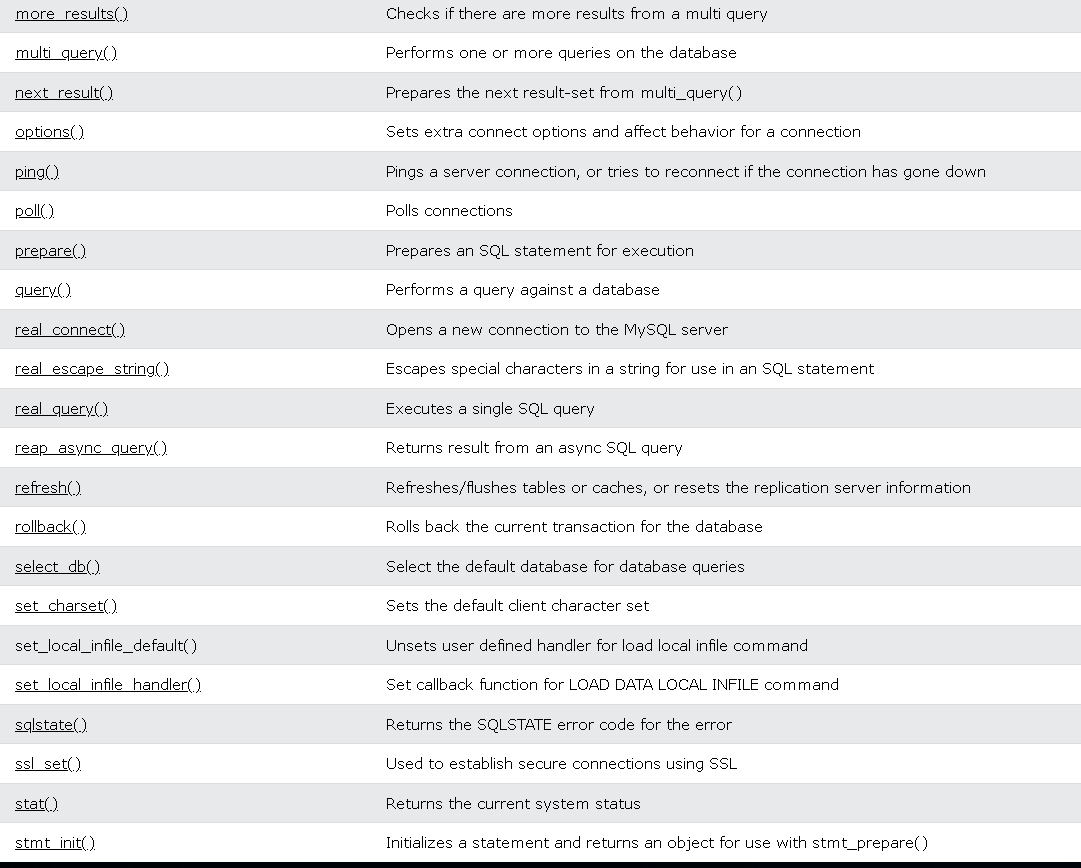 more_results() Checks if there are more results from a multi query
multi_query() Performs one or more queries on the database
next_result() Prepares the next result-set from multi_query()
options() Sets extra connect options and affect behavior for a connection
ping() Pings a server connection, or tries to reconnect if the connection has gone down
poll() Polls connections
prepare() Prepares an SQL statement for execution
query() Performs a query against a database
real_connect() Opens a new connection to the MySQL server
real_escape_string() Escapes special characters in a string for use in an SQL statement
real_query() Executes a single SQL query
reap_async_query() Returns result from an async SQL query
refresh() Refreshes/flushes tables or caches, or resets the replication server information
rollback() Rolls back the current transaction for the database
select_db() Select the default database for database queries
set_charset() Sets the default client character set
set_local_infile_default() Unsets user defined handler for load local infile command
set_local_infile_handler() Set callback function for LOAD DATA LOCAL INFILE command
sqlstate() Returns the SQLSTATE error code for the error
ssl_set() Used to establish secure connections using SSL
stat() Returns the current system status
stmt_init() Initializes a statement and returns an object for use with stmt_prepare()